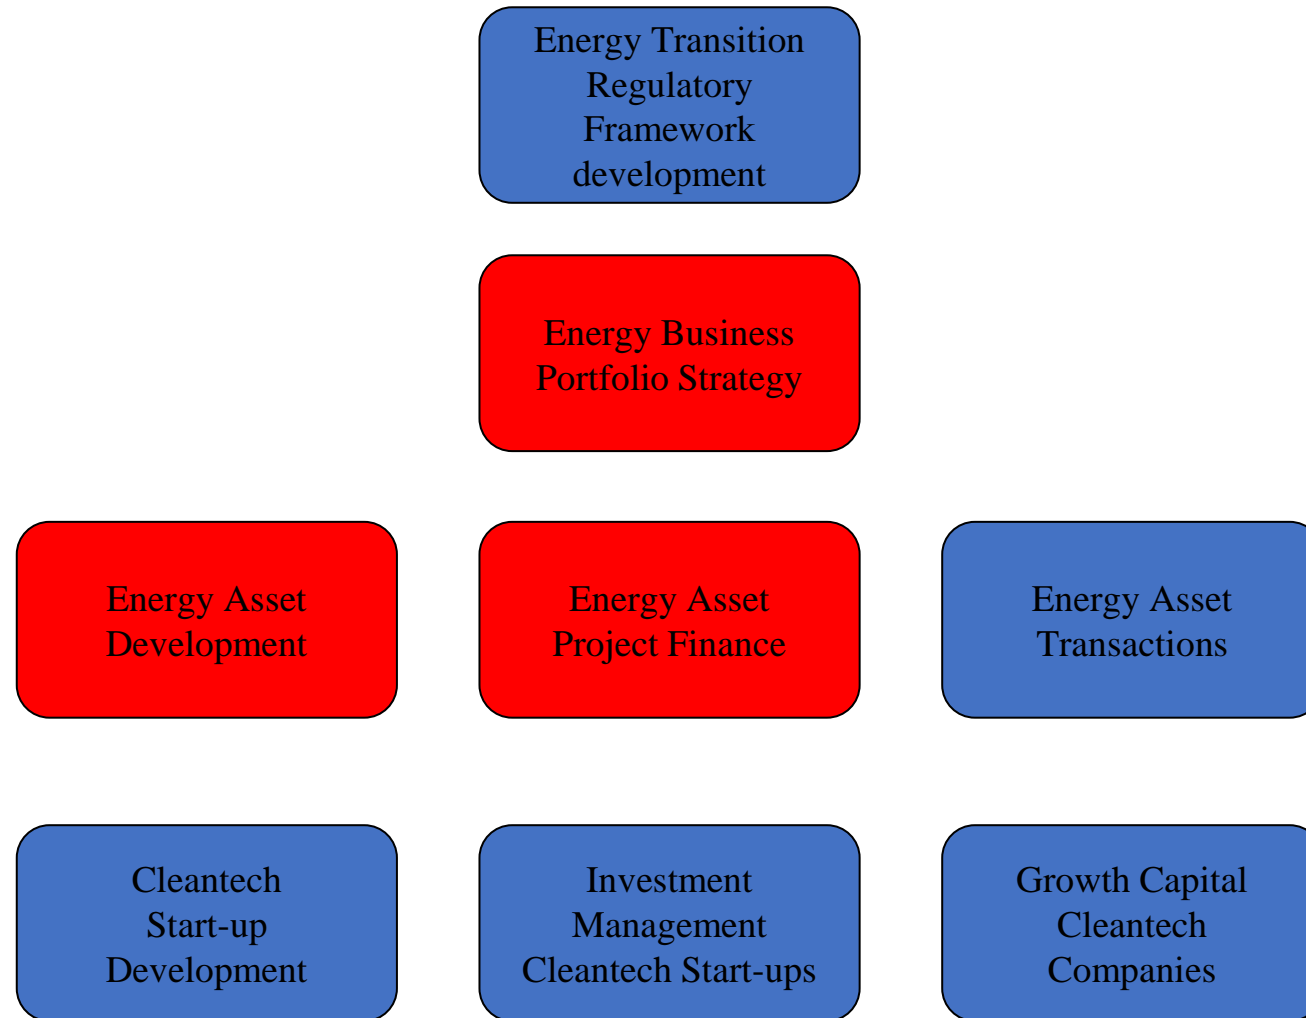 Energy Transition
Regulatory
Framework
development
Energy Business
Portfolio Strategy
Energy Asset
Development
Energy Asset
Project Finance
Energy Asset
Transactions
Cleantech
Start-up
Development
Investment
Management
Cleantech Start-ups
Growth Capital
Cleantech
Companies